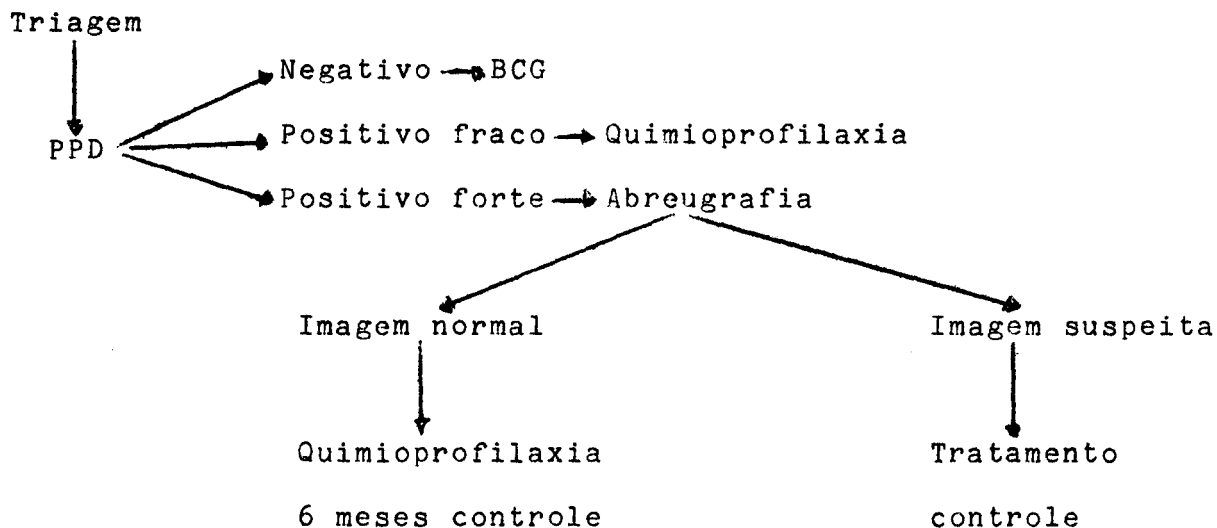 Triagem
Negativo BCG
PPD Positivo fraco Quimioprofilaxia
Positivo forte Abreugrafia
Imagem normal Imagem suspeita
Quimioprofilaxia Tratamento
6 meses controle controle